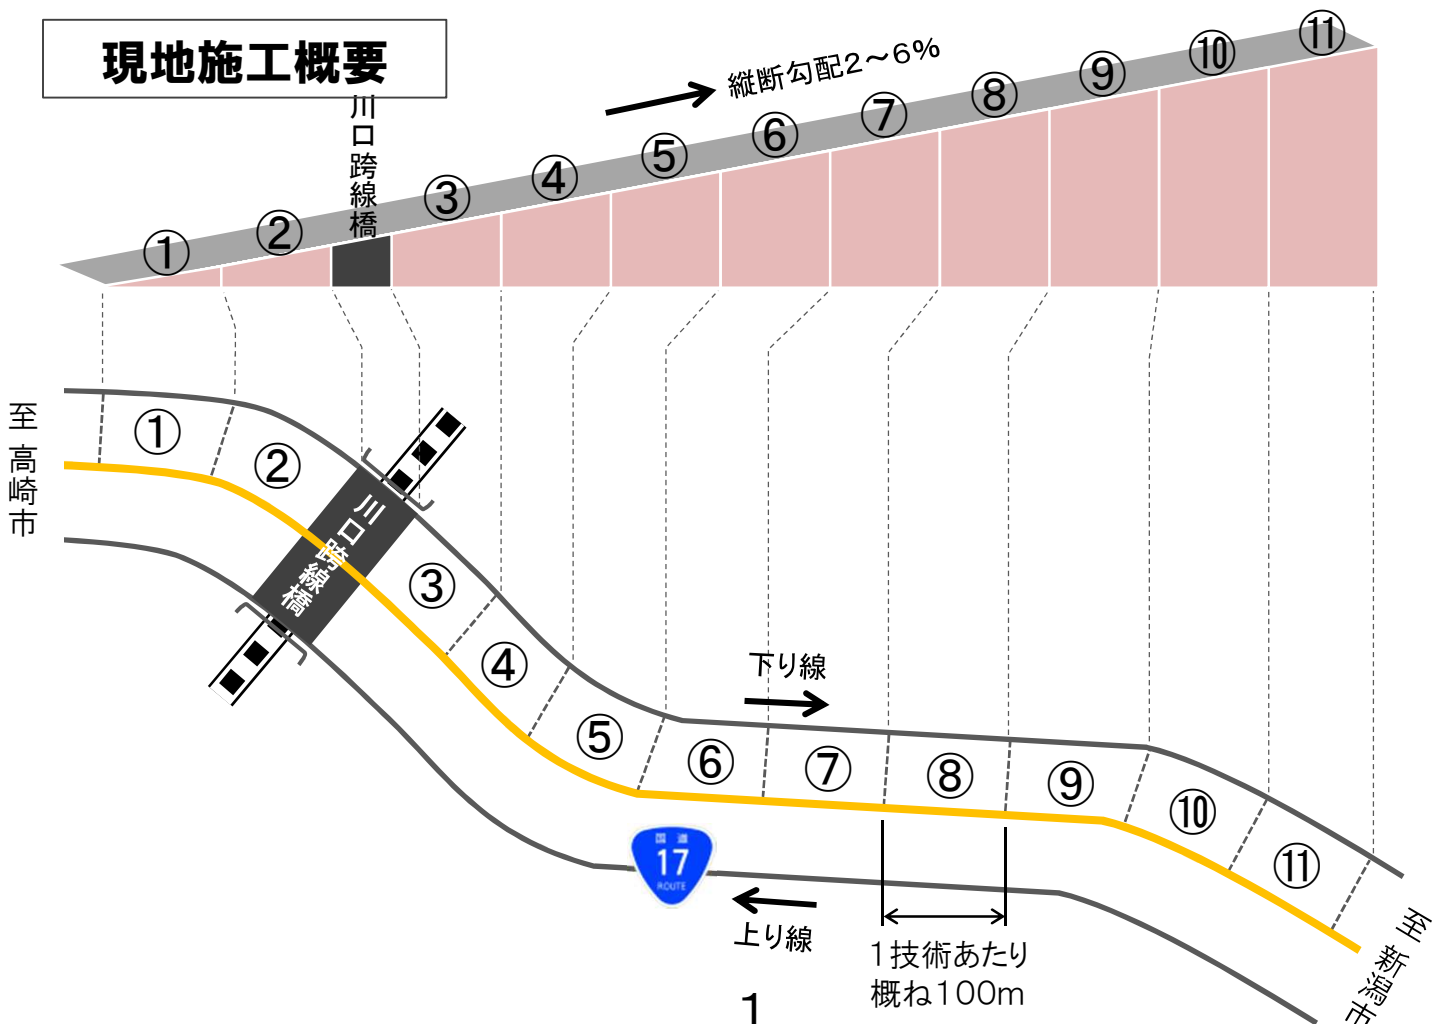 現地施工概要
川口跨線橋
縦断勾配2～6%
①
②
③
④
⑤
⑥
⑦
⑧
⑨
⑩
⑪
至 高崎市
①
②
川口跨線橋
③
④
⑤
⑥
⑦
⑧
⑨
⑩
⑪
下り線
国道
17
ROUTE
上り線
1技術あたり
概ね100m
至 新潟市
1